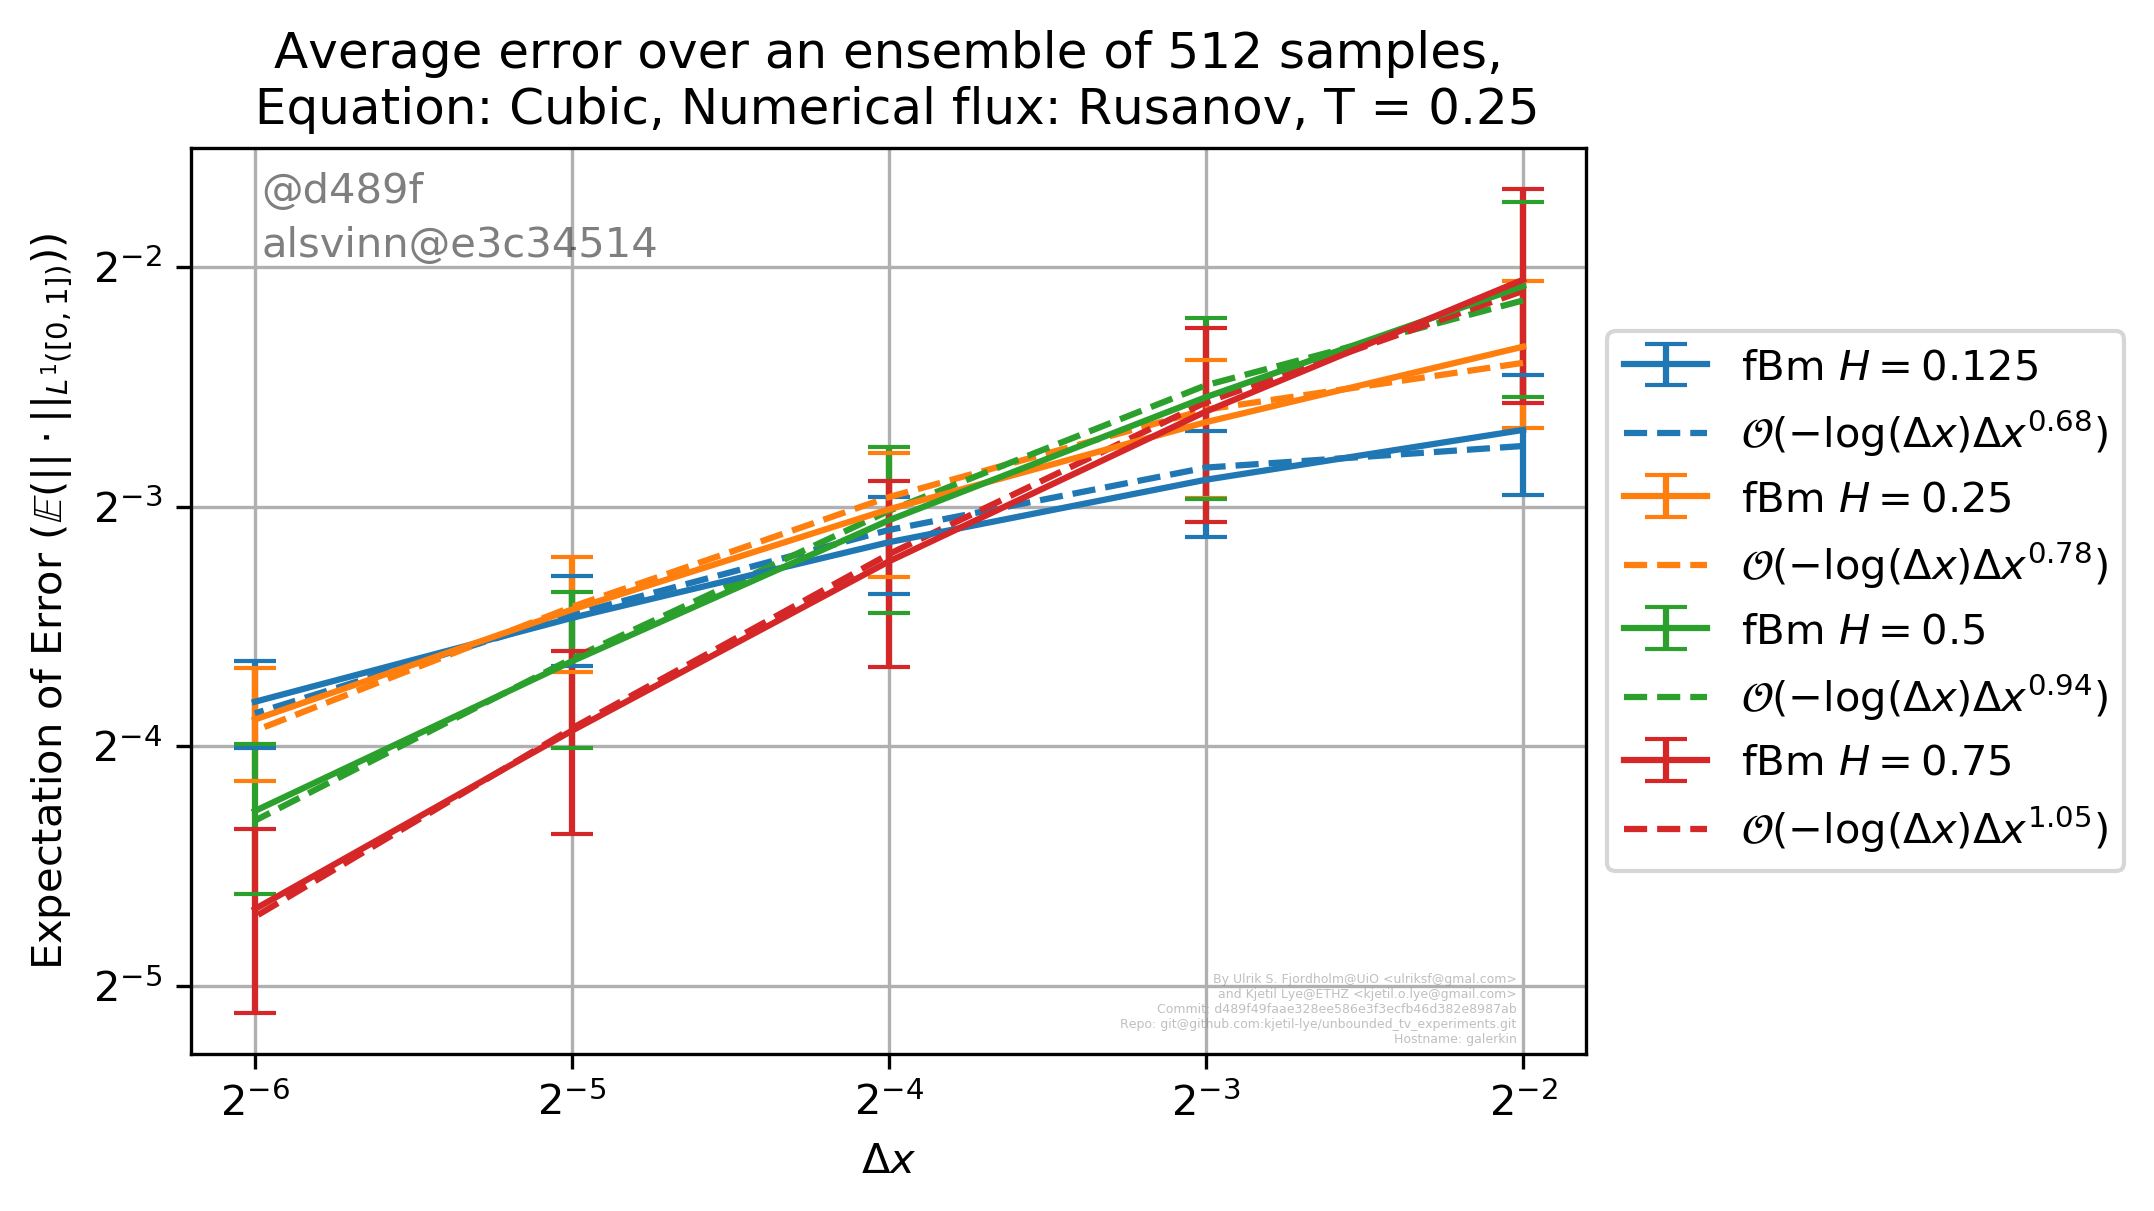 Average error over an ensemble of 512 samples,
Equation: Cubic, Numerical flux: Rusanov, T = 0.25
@d489f
alsvinn@e3c34514
Expectation of Error (𝔼(||·||_{L^1([0,1])}))
2^{-2}
2^{-3}
2^{-4}
2^{-5}
2^{-6}
2^{-5}
2^{-4}
2^{-3}
2^{-2}
Δx
fBm H = 0.125
𝒪(−log(Δx)Δx^{0.68})
fBm H = 0.25
𝒪(−log(Δx)Δx^{0.78})
fBm H = 0.5
𝒪(−log(Δx)Δx^{0.94})
fBm H = 0.75
𝒪(−log(Δx)Δx^{1.05})
By Ulrik S. Fjordholm@UiO <ulriksf@gmal.com>
and Kjetil Lye@ETHZ <kjetil.o.lye@gmail.com>
Commit: d489f49faae328ee586e3f3ecfb46d382e8987ab
Repo: git@github.com:kjetil-lye/unbounded_tv_experiments.git
Hostname: galerkin